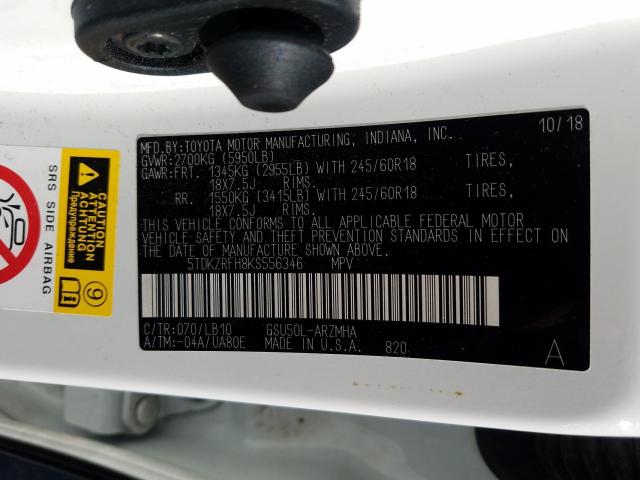 MFD.BY:TOYOTA MOTOR MANUFACTURING, INDIANA, INC. 10/18
GVWR:2700KG (5950LB)
GAWR:FRT. 1345KG (2955LB) WITH 245/60R18 TIRES,
18X7.5J RIMS.
RR. 1550KG (3415LB) WITH 245/60R18 TIRES,
18X7.5J RIMS.
THIS VEHICLE CONFORMS TO ALL APPLICABLE FEDERAL MOTOR
VEHICLE SAFETY AND THEFT PREVENTION STANDARDS IN EFFECT ON
THE DATE OF MANUFACTURE SHOWN ABOVE.
5TDKZRFH8KS556346 MPV
C/TR:070/LB10 GSU50L-ARZMHA
A/TM:-04A/UA80E MADE IN U.S.A. 820 A
SRS SIDE AIRBAG
CAUTION
ATTENTION
ACHTUNG
Предупреждение
9